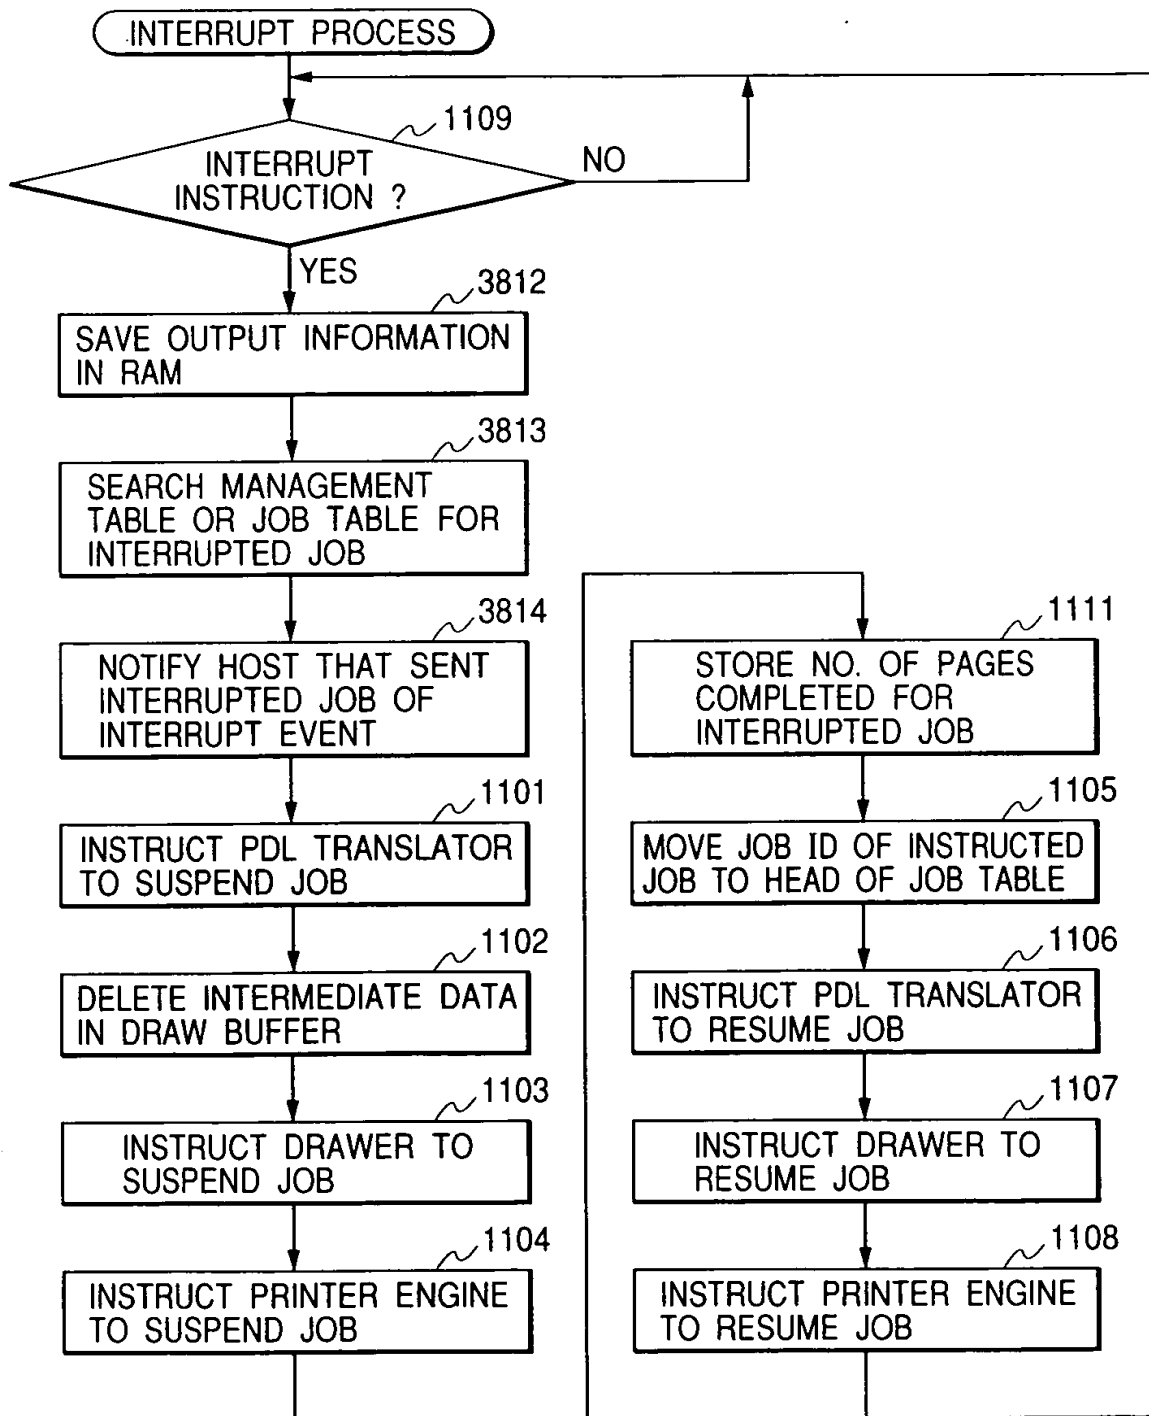 INTERRUPT PROCESS
1109
INTERRUPT
INSTRUCTION ?
NO
YES
3812
SAVE OUTPUT INFORMATION
IN RAM
3813
SEARCH MANAGEMENT
TABLE OR JOB TABLE FOR
INTERRUPTED JOB
3814
NOTIFY HOST THAT SENT
INTERRUPTED JOB OF
INTERRUPT EVENT
1101
INSTRUCT PDL TRANSLATOR
TO SUSPEND JOB
1102
DELETE INTERMEDIATE DATA
IN DRAW BUFFER
1103
INSTRUCT DRAWER TO
SUSPEND JOB
1104
INSTRUCT PRINTER ENGINE
TO SUSPEND JOB
1111
STORE NO. OF PAGES
COMPLETED FOR
INTERRUPTED JOB
1105
MOVE JOB ID OF INSTRUCTED
JOB TO HEAD OF JOB TABLE
1106
INSTRUCT PDL TRANSLATOR
TO RESUME JOB
1107
INSTRUCT DRAWER TO
RESUME JOB
1108
INSTRUCT PRINTER ENGINE
TO RESUME JOB